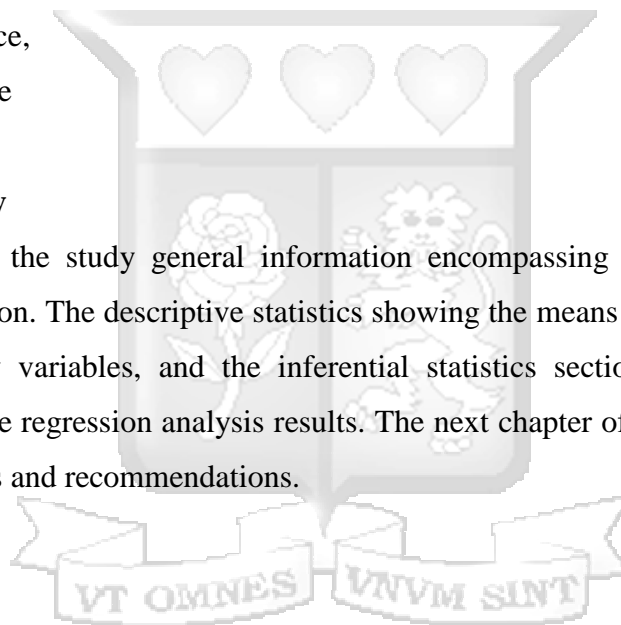 ce,
e
y
the study general information encompassing
on. The descriptive statistics showing the means
variables, and the inferential statistics sectio
e regression analysis results. The next chapter of
s and recommendations.
VT OMNES VNVM SINT